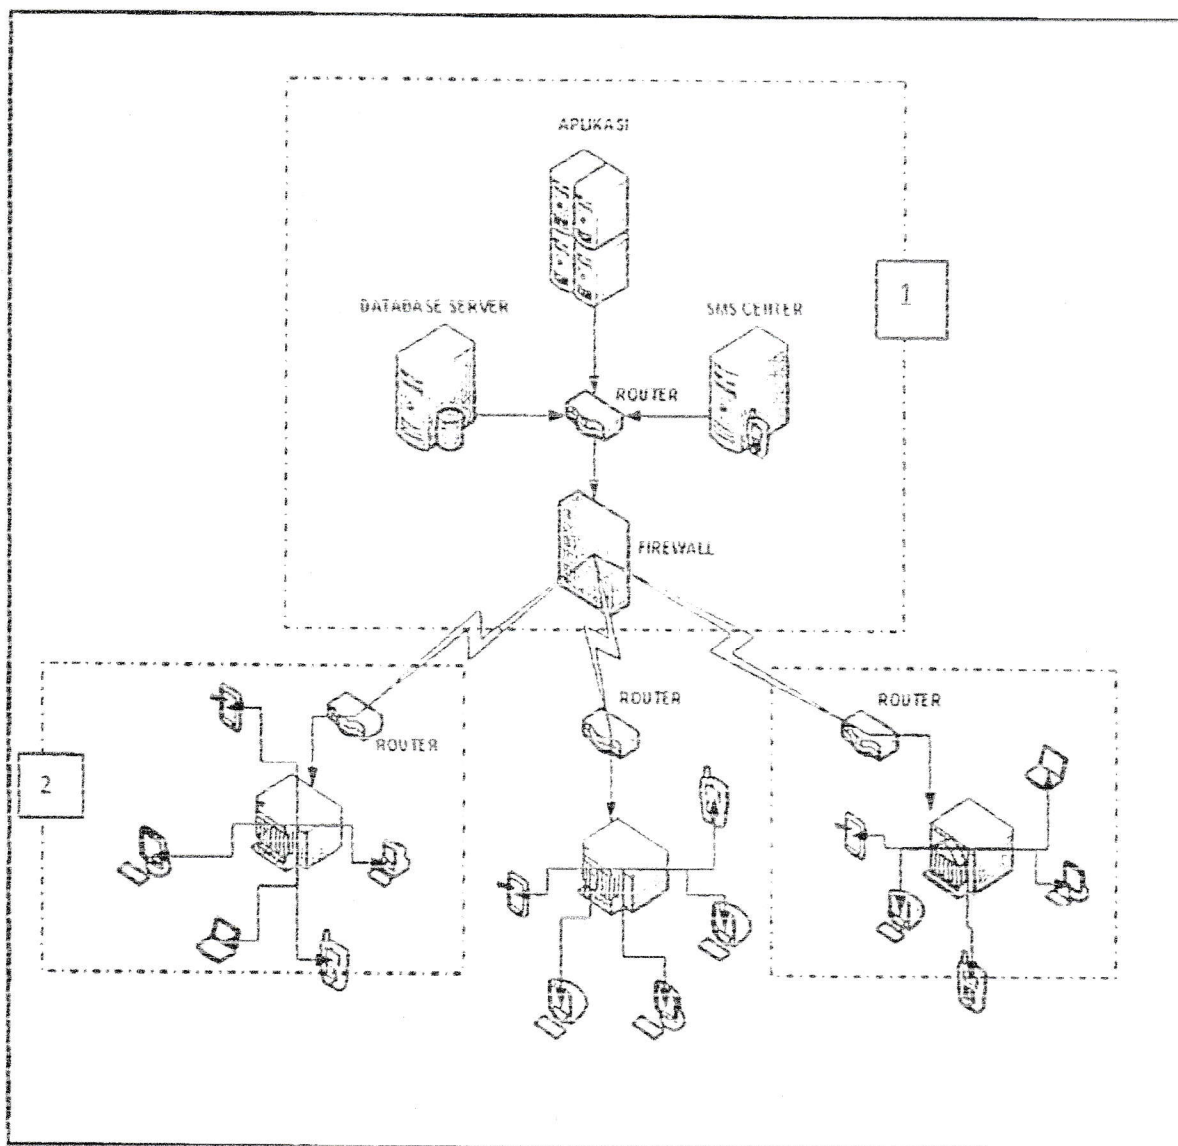 APLIKASI
1
DATABASE SERVER
SMS CENTER
ROUTER
FIREWALL
ROUTER
ROUTER
ROUTER
2